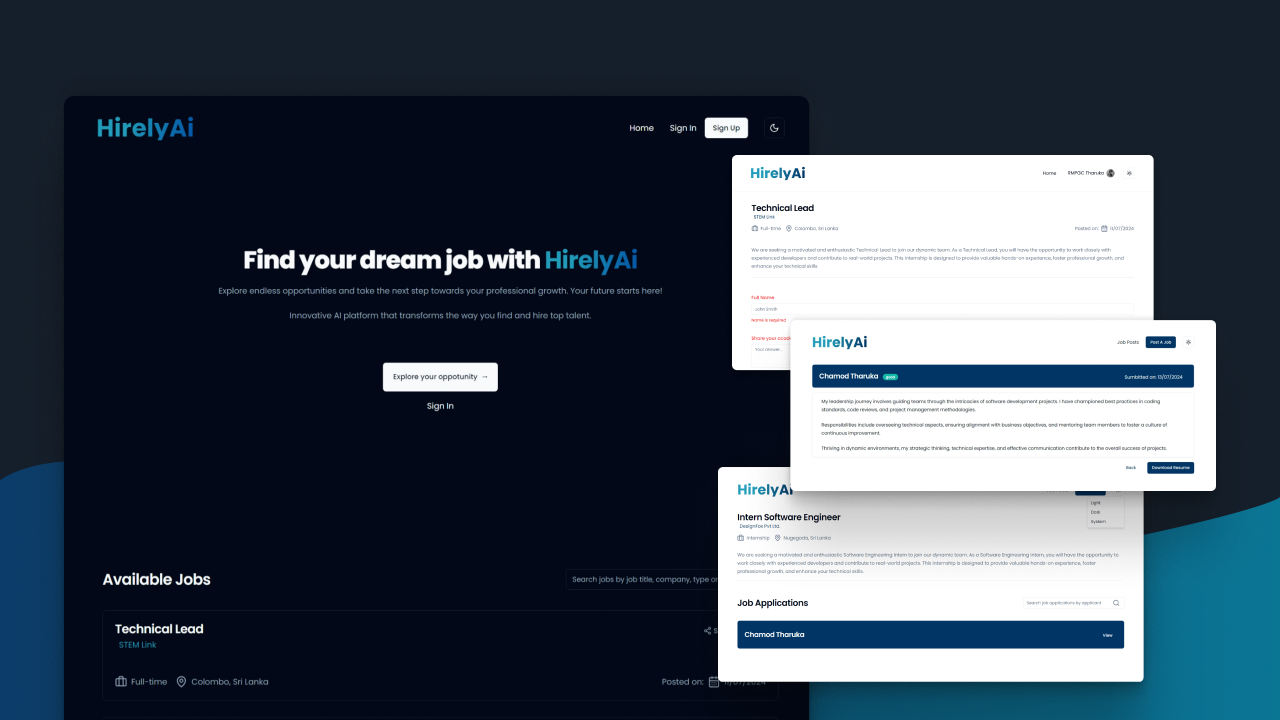 HirelyAi
Home
Sign In
Sign Up
Find your dream job with HirelyAi
Explore endless opportunities and take the next step towards your professional growth. Your future starts here!
Innovative AI platform that transforms the way you find and hire top talent.
Explore your oppotunity →
Sign In
Available Jobs
Search jobs by job title, company, type or
Technical Lead
S
STEM Link
Full-time
Colombo, Sri Lanka
Posted on:
HirelyAi
Home
RMPGC Tharuka
Technical Lead
STEM Link
Full-time
Colombo, Sri Lanka
Posted on:
11/07/2024
We are seeking a motivated and enthusiastic Technical Lead to join our dynamic team. As a Technical Lead, you will have the opportunity to work closely with
experienced developers and contribute to real-world projects. This internship is designed to provide valuable hands-on experience, foster professional growth, and
enhance your technical skills.
Full Name
John Smith
Name is required
Share your
Your answer...
HirelyAi
Job Posts
Post A Job
Chamod Tharuka
good
Sumbitted on: 13/07/2024
My leadership journey involves guiding teams through the intricacies of software development projects. I have championed best practices in coding
standards, code reviews, and project management methodologies.
Responsibilities include overseeing technical aspects, ensuring alignment with business objectives, and mentoring team members to foster a culture of
continuous improvement.
Thriving in dynamic environments, my strategic thinking, technical expertise, and effective communication contribute to the overall success of projects.
Back
Download Resume
HirelyAi
Light
Dark
System
Intern Software Engineer
DesignFox Pvt Ltd.
Internship
Nugegoda, Sri Lanka
We are seeking a motivated and enthusiastic Software Engineering Intern to join our dynamic team. As a Software Engineering Intern, you will have the opportunity to
work closely with experienced developers and contribute to real-world projects. This internship is designed to provide valuable hands-on experience, foster
professional growth, and enhance your technical skills.
Job Applications
Search job applications by applicant
Chamod Tharuka
View